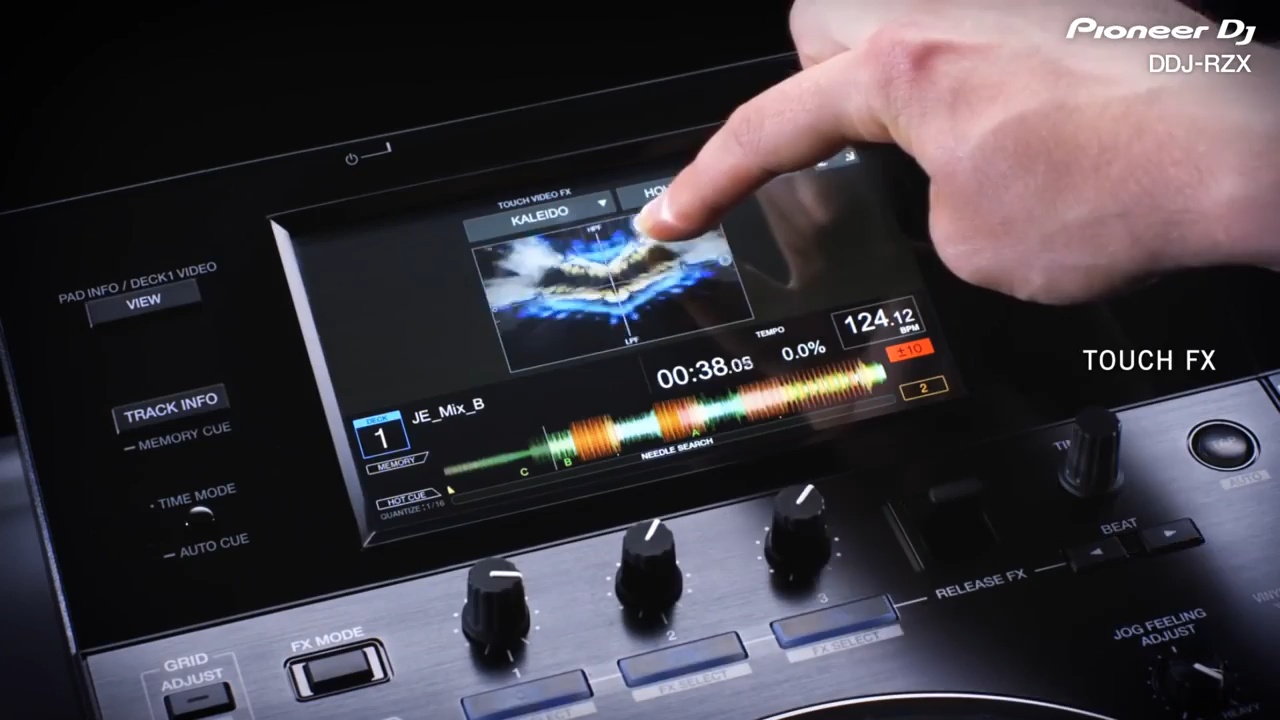 Pioneer Dj
DDJ-RZX
TOUCH VIDEO FX
KALEIDO
HPF
LPF
PAD INFO / DECK1 VIDEO
VIEW
TRACK INFO
MEMORY CUE
TIME MODE
AUTO CUE
TEMPO
00:38.05
0.0%
124.12
BPM
±10
2
TOUCH FX
DECK
1
JE_Mix_B
MEMORY
C
B
A
NEEDLE SEARCH
HOT CUE
QUANTIZE : 1/16
TAP
AUTO
BEAT
RELEASE FX
FX MODE
GRID
ADJUST
1
2
3
FX SELECT
FX SELECT
SELECT
JOG FEELING
ADJUST
HEAVY